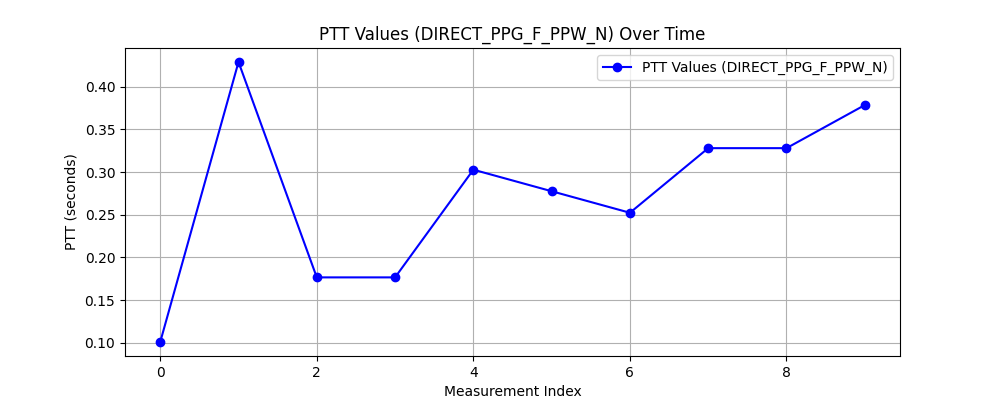 PTT Values (DIRECT_PPG_F_PPW_N) Over Time
PTT Values (DIRECT_PPG_F_PPW_N)
PTT (seconds)
0.40
0.35
0.30
0.25
0.20
0.15
0.10
0 2 4 6 8
Measurement Index